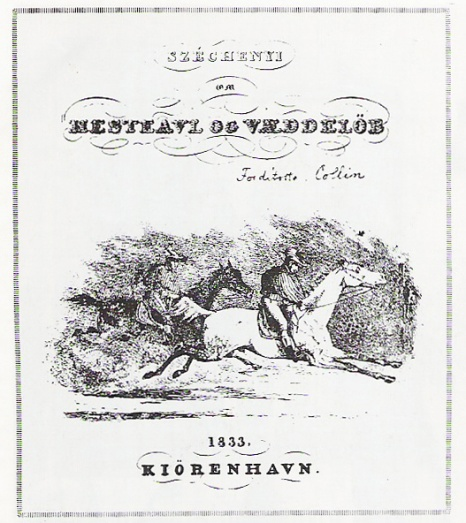 SZÉCHENYI
OM
HESTEAVL OG VÆDDELÖB
Fordította Collin
1833.
KIÖBENHAVN.